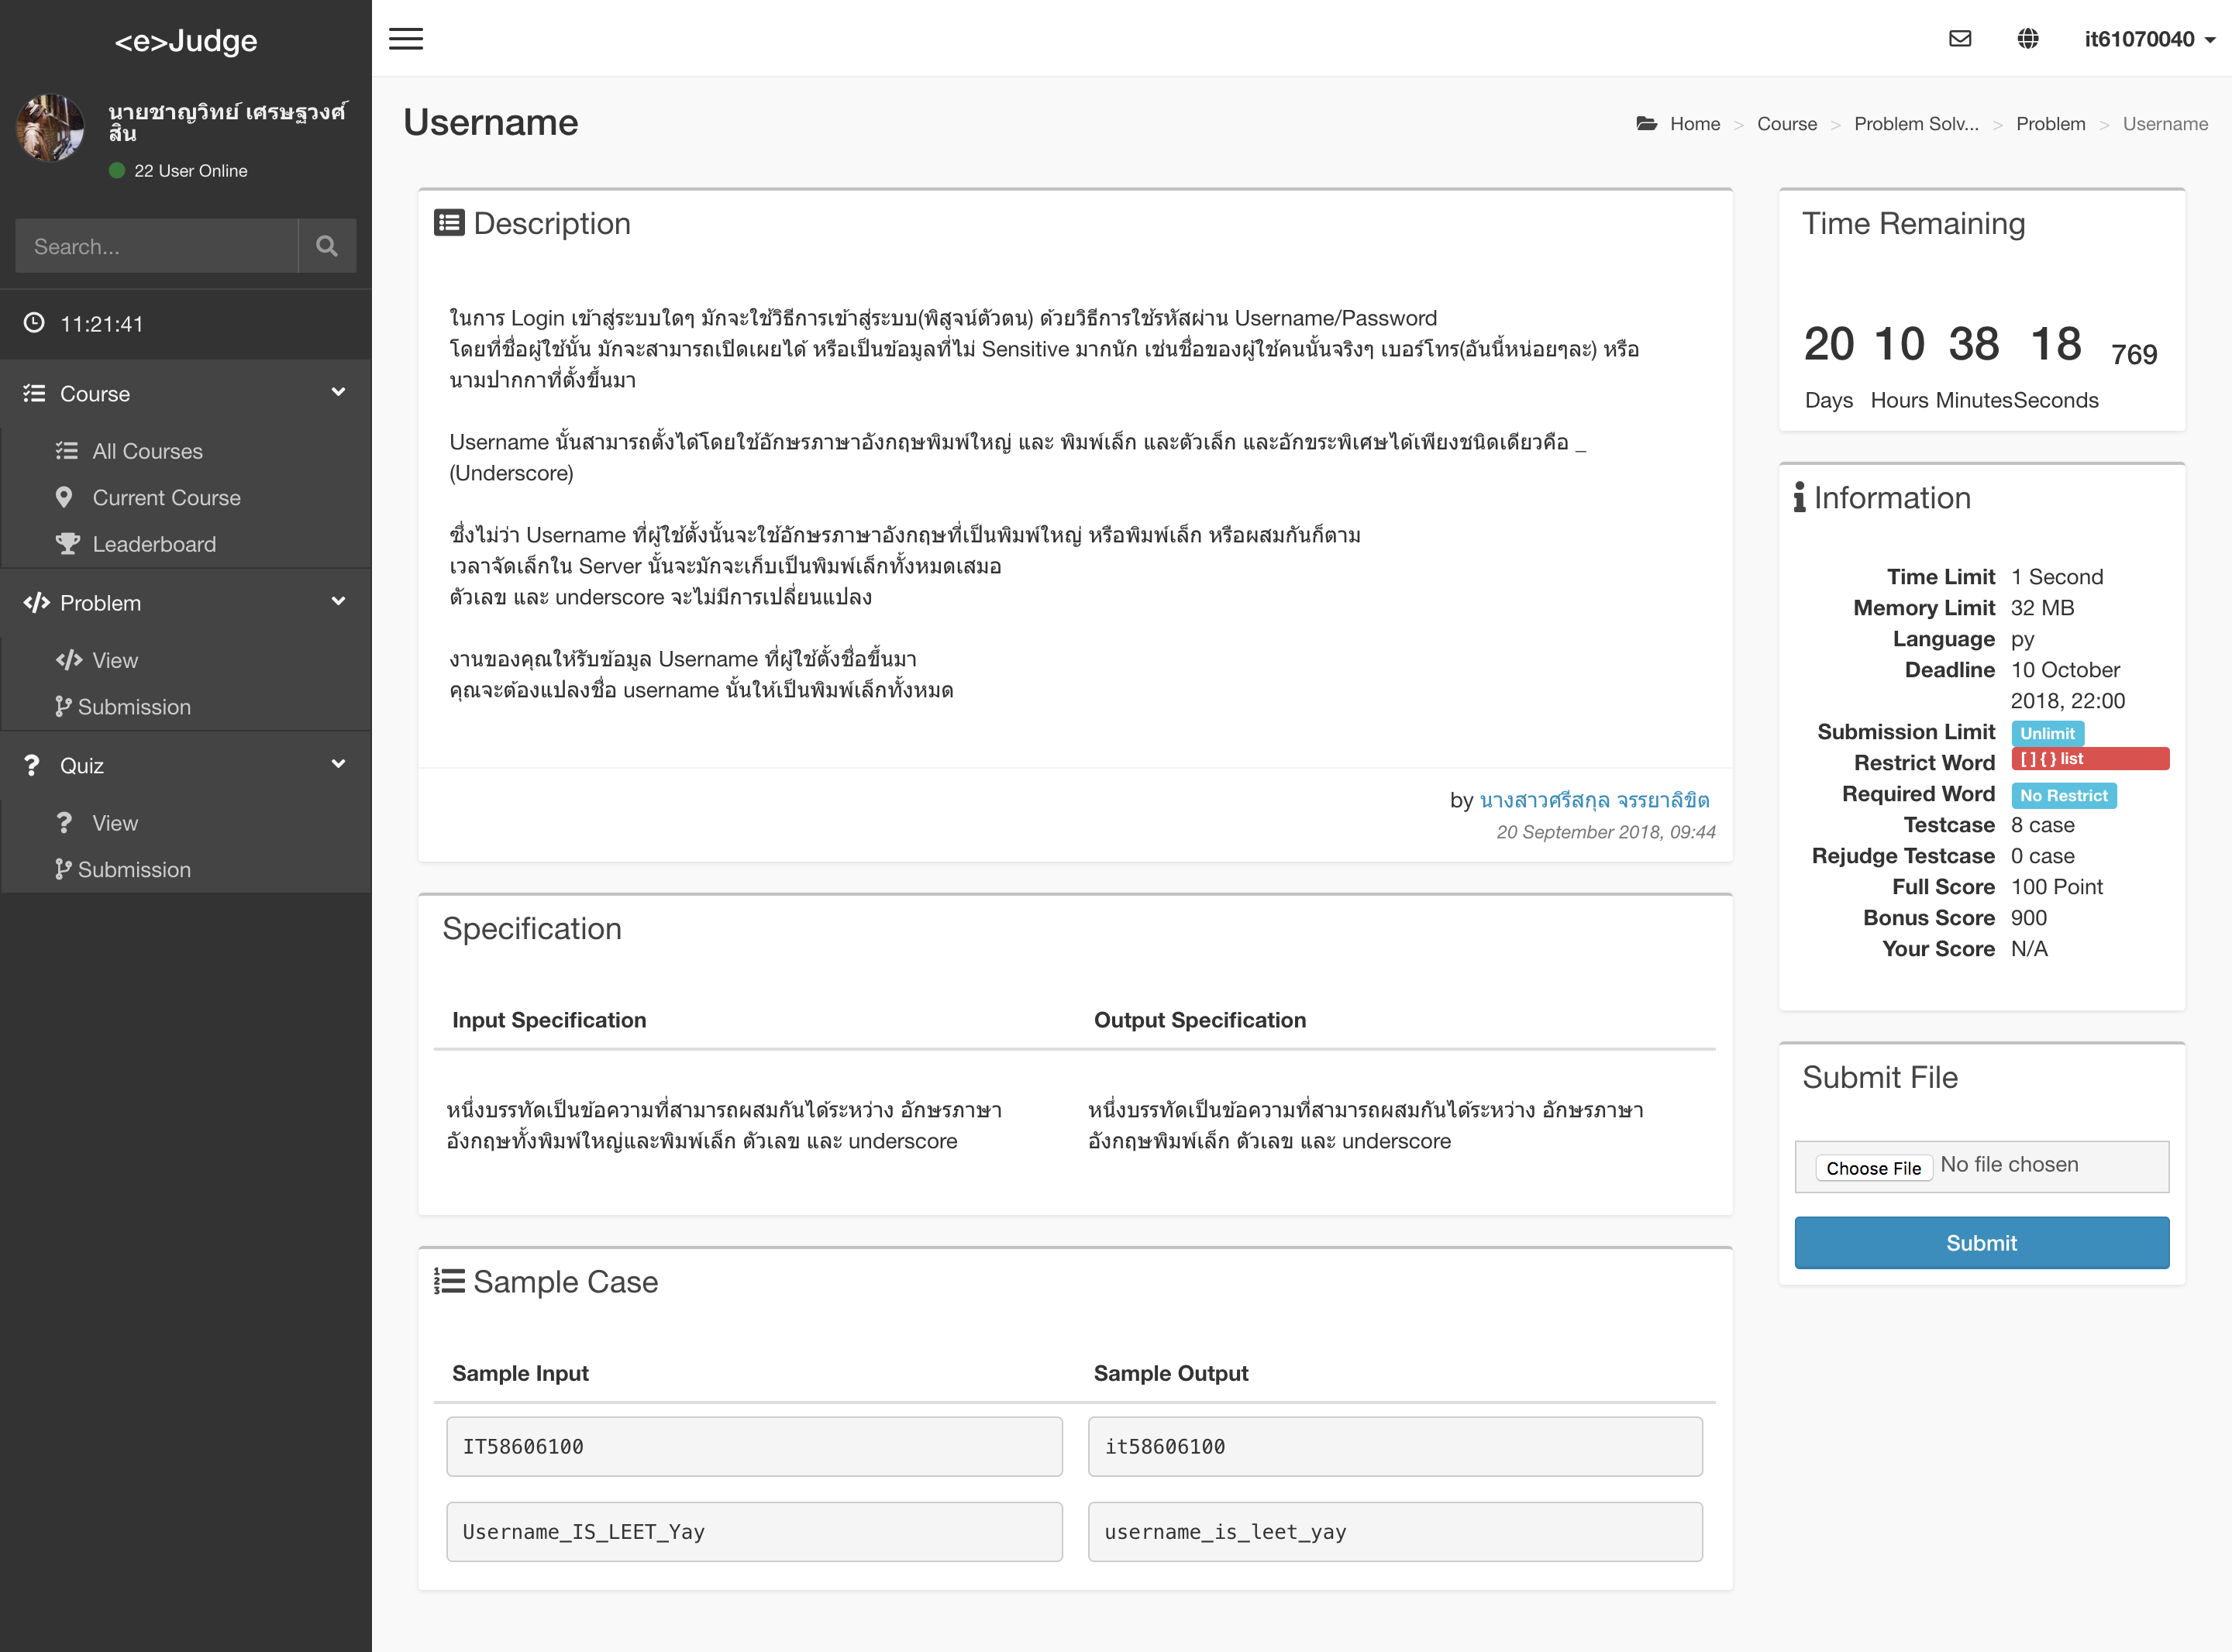 <e>Judge
นายชาญวิทย์ เศรษฐวงศ์
สิน
22 User Online
Search...
11:21:41
Course
All Courses
Current Course
Leaderboard
Problem
View
Submission
Quiz
View
Submission
it61070040
Username
Home > Course > Problem Solv... > Problem > Username
Description
ในการ Login เข้าสู่ระบบใดๆ มักจะใช้วิธีการเข้าสู่ระบบ(พิสูจน์ตัวตน) ด้วยวิธีการใช้รหัสผ่าน Username/Password
โดยที่ชื่อผู้ใช้นั้น มักจะสามารถเปิดเผยได้ หรือเป็นข้อมูลที่ไม่ Sensitive มากนัก เช่นชื่อของผู้ใช้คนนั้นจริงๆ เบอร์โทร(อันนี้หน่อยๆละ) หรือ
นามปากกาที่ตั้งขึ้นมา
Username นั้นสามารถตั้งได้โดยใช้อักษรภาษาอังกฤษพิมพ์ใหญ่ และ พิมพ์เล็ก และตัวเล็ก และอักขระพิเศษได้เพียงชนิดเดียวคือ _
(Underscore)
ซึ่งไม่ว่า Username ที่ผู้ใช้ตั้งนั้นจะใช้อักษรภาษาอังกฤษที่เป็นพิมพ์ใหญ่ หรือพิมพ์เล็ก หรือผสมกันก็ตาม
เวลาจัดเล็กใน Server นั้นจะมักจะเก็บเป็นพิมพ์เล็กทั้งหมดเสมอ
ตัวเลข และ underscore จะไม่มีการเปลี่ยนแปลง
งานของคุณให้รับข้อมูล Username ที่ผู้ใช้ตั้งชื่อขึ้นมา
คุณจะต้องแปลงชื่อ username นั้นให้เป็นพิมพ์เล็กทั้งหมด
by นางสาวศรีสกุล จรรยาลิขิต
20 September 2018, 09:44
Specification
Input Specification Output Specification
หนึ่งบรรทัดเป็นข้อความที่สามารถผสมกันได้ระหว่าง อักษรภาษา
อังกฤษทั้งพิมพ์ใหญ่และพิมพ์เล็ก ตัวเลข และ underscore
หนึ่งบรรทัดเป็นข้อความที่สามารถผสมกันได้ระหว่าง อักษรภาษา
อังกฤษพิมพ์เล็ก ตัวเลข และ underscore
Sample Case
Sample Input Sample Output
IT58606100 it58606100
Username_IS_LEET_Yay username_is_leet_yay
Time Remaining
20 10 38 18 769
Days Hours Minutes Seconds
Information
Time Limit 1 Second
Memory Limit 32 MB
Language py
Deadline 10 October
2018, 22:00
Submission Limit Unlimit
Restrict Word [ ] { } list
Required Word No Restrict
Testcase 8 case
Rejudge Testcase 0 case
Full Score 100 Point
Bonus Score 900
Your Score N/A
Submit File
Choose File No file chosen
Submit